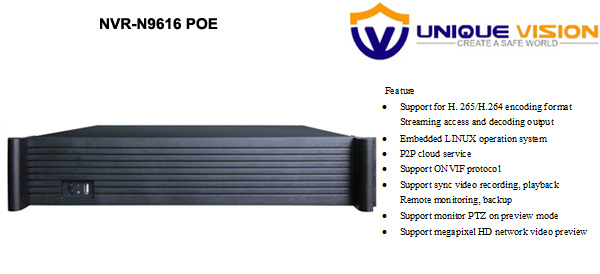 NVR-N9616 POE
UNIQUE VISION
CREATE A SAFE WORLD
Feature
Support for H. 265/H.264 encoding format
Streaming access and decoding output
Embedded LINUX operation system
P2P cloud service
Support ONVIF protocol
Support sync video recording, playback
Remote monitoring, backup
Support monitor PTZ on preview mode
Support megapixel HD network video preview